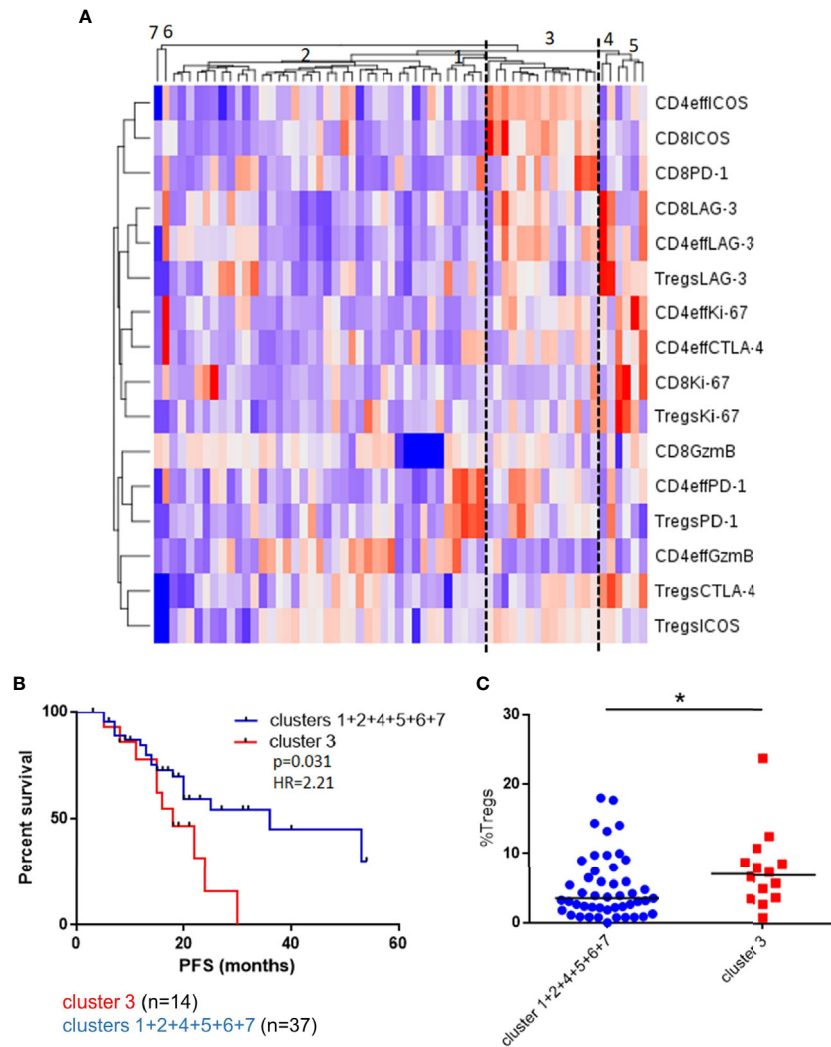 A
7 6 2 1 3 4 5
CD4effICOS
CD8ICOS
CD8PD-1
CD8LAG-3
CD4effLAG-3
TregsLAG-3
CD4effKi-67
CD4effCTLA-4
CD8Ki-67
TregsKi-67
CD8GzmB
CD4effPD-1
TregsPD-1
CD4effGzmB
TregsCTLA-4
TregsICOS
B
100
50
0
0 20 40 60
Percent survival
PFS (months)
clusters 1+2+4+5+6+7
cluster 3
p=0.031
HR=2.21
cluster 3 (n=14)
clusters 1+2+4+5+6+7 (n=37)
C
*
30
20
10
0
%Tregs
cluster 1+2+4+5+6+7
cluster 3